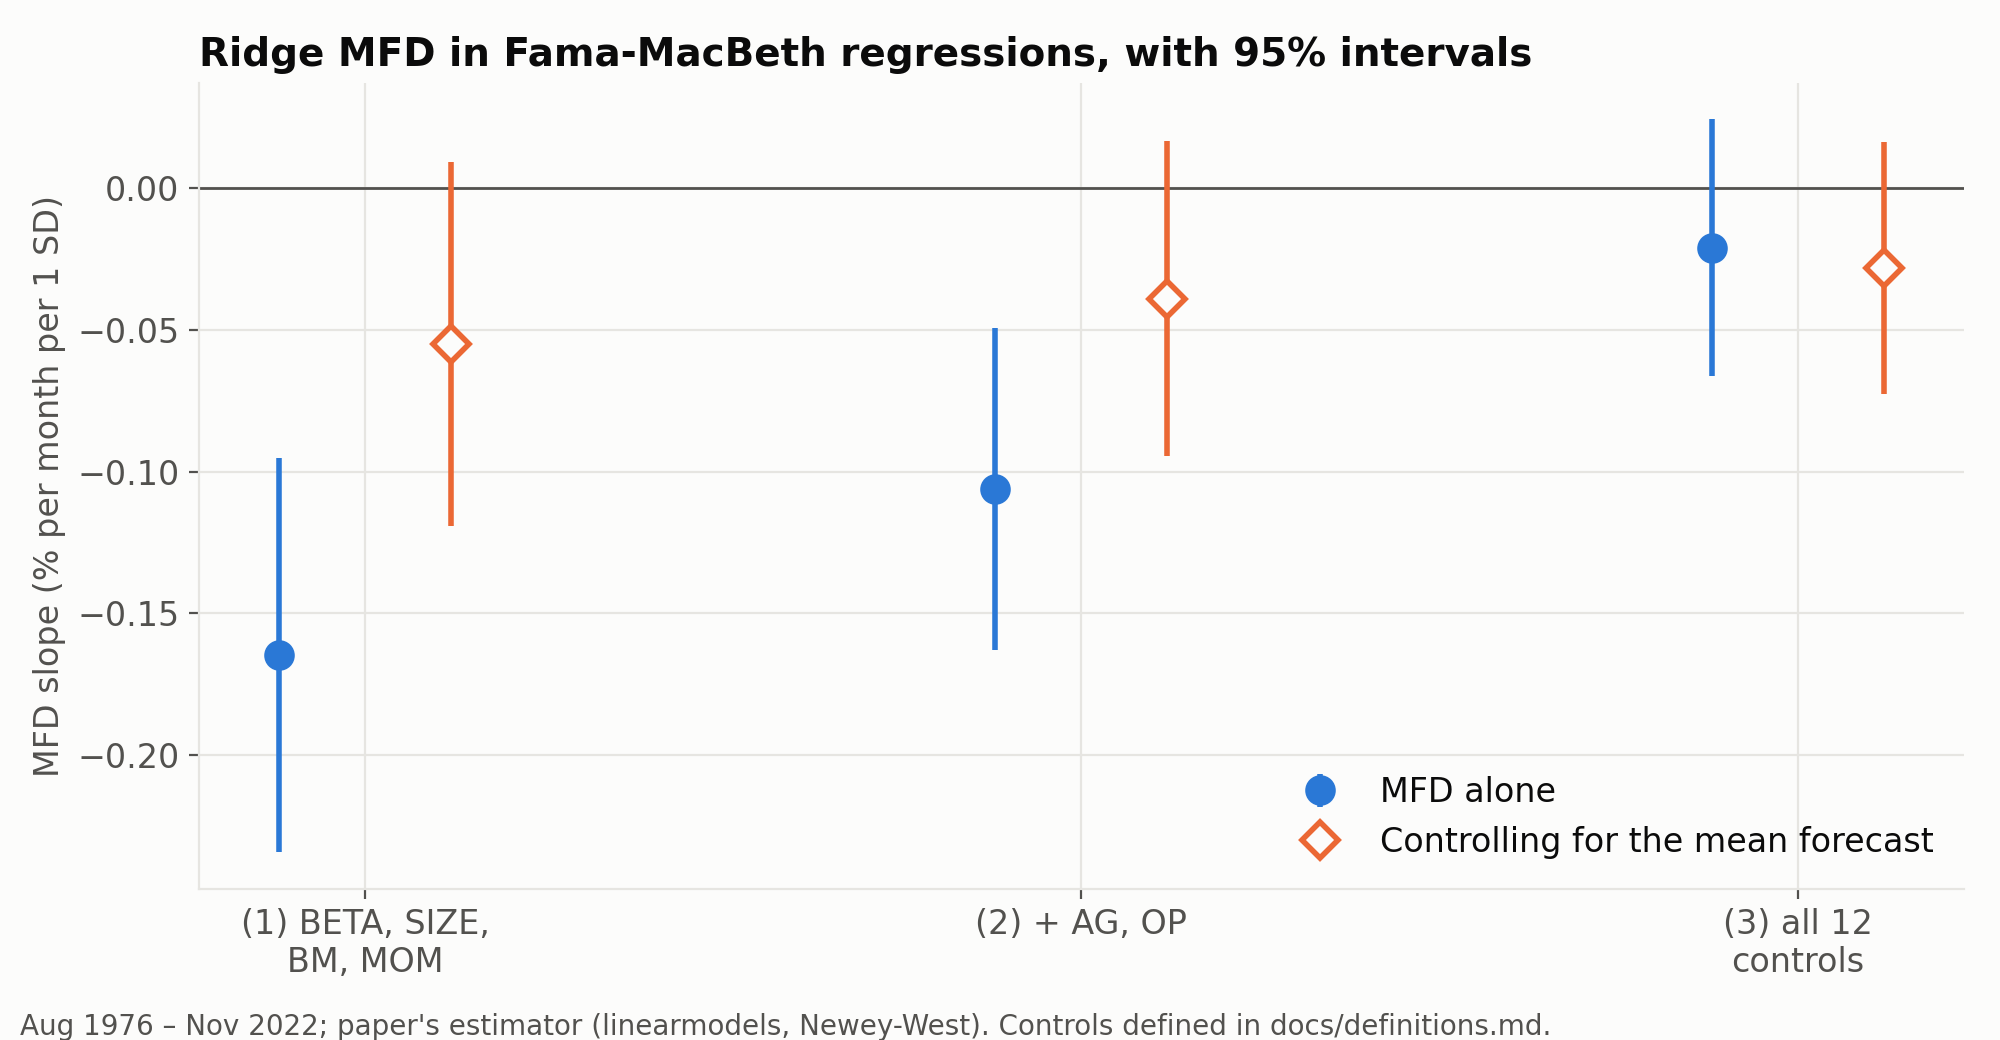 Ridge MFD in Fama-MacBeth regressions, with 95% intervals
MFD slope (% per month per 1 SD)
0.00
−0.05
−0.10
−0.15
−0.20
MFD alone
Controlling for the mean forecast
(1) BETA, SIZE,
BM, MOM
(2) + AG, OP
(3) all 12
controls
Aug 1976 – Nov 2022; paper's estimator (linearmodels, Newey-West). Controls defined in docs/definitions.md.